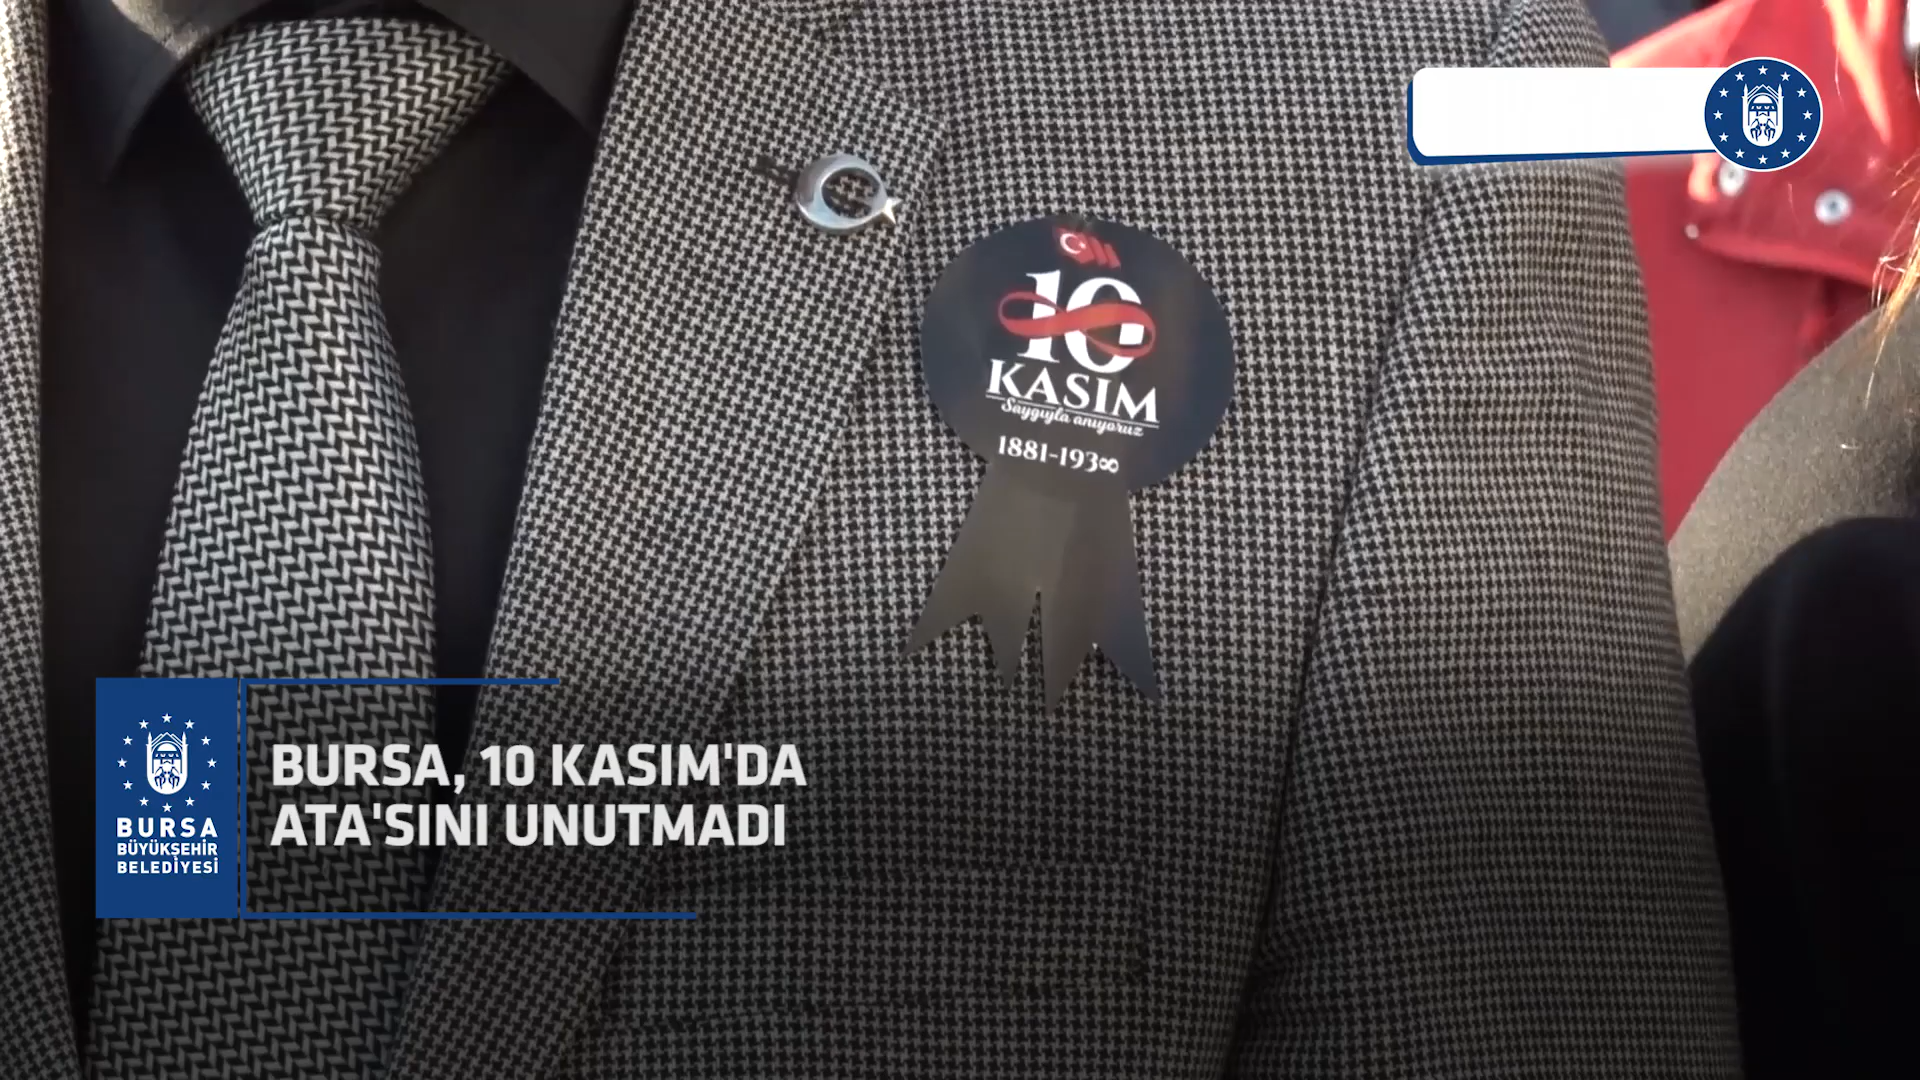 10
KASIM
Saygıyla anıyoruz
1881-193∞
BURSA, 10 KASIM'DA
ATA'SINI UNUTMADI
BURSA
BÜYÜKŞEHİR
BELEDİYESİ